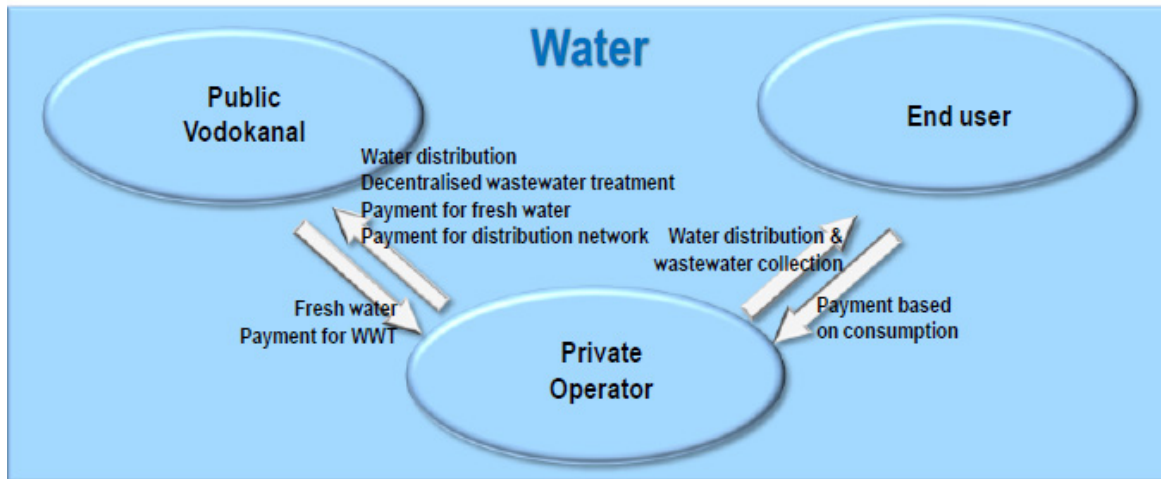 Water
Public
Vodokanal
End user
Water distribution
Decentralised wastewater treatment
Payment for fresh water
Payment for distribution network
Water distribution &
wastewater collection
Fresh water
Payment for WWT
Payment based
on consumption
Private
Operator